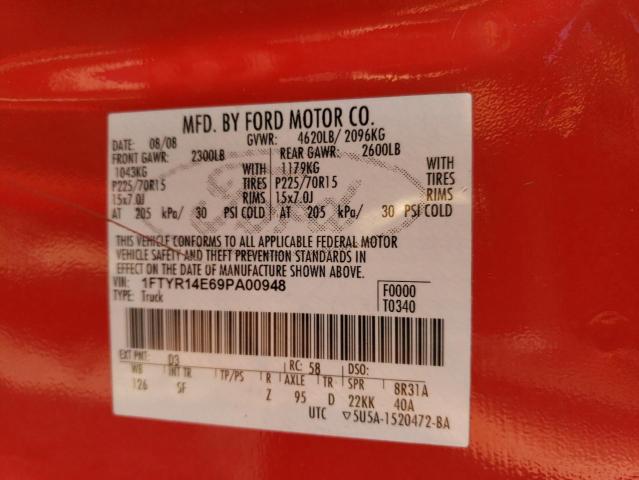 MFD. BY FORD MOTOR CO.
DATE: 08/08 GVWR: 4620LB/ 2096KG
FRONT GAWR: 2300LB REAR GAWR: 2600LB
1043KG WITH 1179KG WITH
P225/70R15 TIRES P225/70R15 TIRES
15x7.0J RIMS 15x7.0J RIMS
AT 205 kPa/ 30 PSI COLD AT 205 kPa/ 30 PSI COLD
THIS VEHICLE CONFORMS TO ALL APPLICABLE FEDERAL MOTOR
VEHICLE SAFETY AND THEFT PREVENTION STANDARDS IN
EFFECT ON THE DATE OF MANUFACTURE SHOWN ABOVE.
VIN: 1FTYR14E69PA00948 F0000
TYPE: Truck T0340
EXT PNT: D3 RC: 58 DSO:
WB INT TR TP/PS R AXLE TR SPR 8R31A
126 SF Z 95 D 22KK 40A
UTC ▽5U5A-1520472-BA